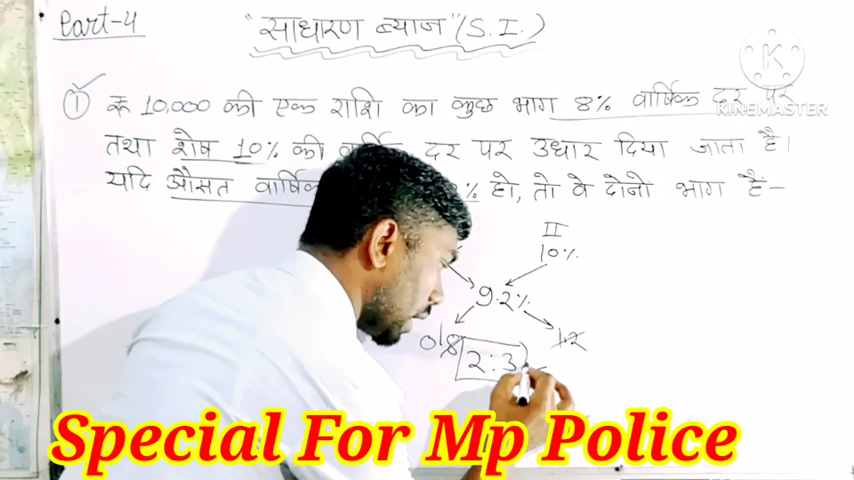 Part-4
"साधारण ब्याज" (S.I.)
KINEMASTER
① रू 10,000 की एक राशि का कुछ भाग 8% वार्षिक दर पर
तथा शेष 10% की वार्षिक दर पर उधार दिया जाता है।
यदि औसत वार्षिक % हो, तो वे दोनो भाग है-
II
10%
9.2%
0.8
1.2
2:3
Special For Mp Police